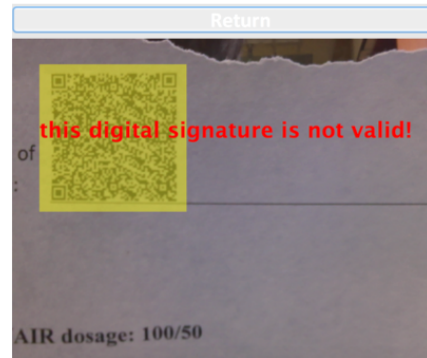 Return
this digital signature is not valid!
of
:
AIR dosage: 100/50